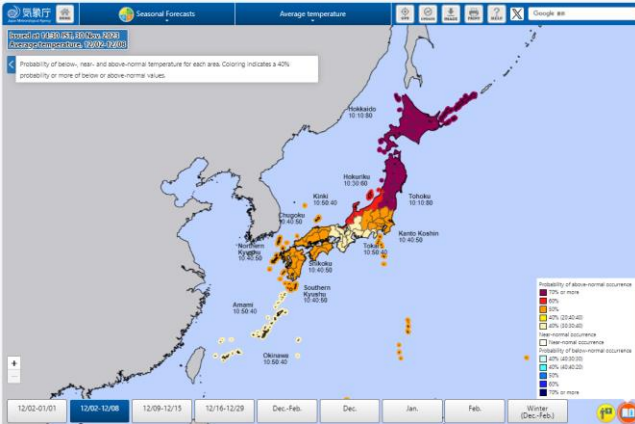 気象庁
Japan Meteorological Agency
HOME
Seasonal Forecasts
Average temperature
PRINT
HELP
Google
Issued at 11:30 JST, 30 Nov. 2023
Average temperature, 12/02-12/08
Probability of below-, near- and above-normal temperature for each area. Coloring indicates a 40%
probability or more of below or above-normal values.
Hokkaido
10:10:80
Hokuriku
10:30:60
Tohoku
10:10:80
Kinki
10:50:40
Chugoku
10:40:50
Kanto Koshin
10:40:50
Tokai
10:50:40
Northern
Kyushu
10:40:50
Shikoku
10:40:50
Southern
Kyushu
10:40:50
Amami
10:50:40
Okinawa
10:50:40
Probability of above-normal occurrence
70% or more
60%
50%
40% (20:40:40)
40% (30:30:40)
Near-normal occurrence
Near-normal occurrence
Probability of below-normal occurrence
40% (40:30:30)
40% (40:40:20)
50%
60%
70% or more
+
-
12/02-01/01
12/02-12/08
12/09-12/15
12/16-12/29
Dec.-Feb.
Dec.
Jan.
Feb.
Winter
(Dec.-Feb.)